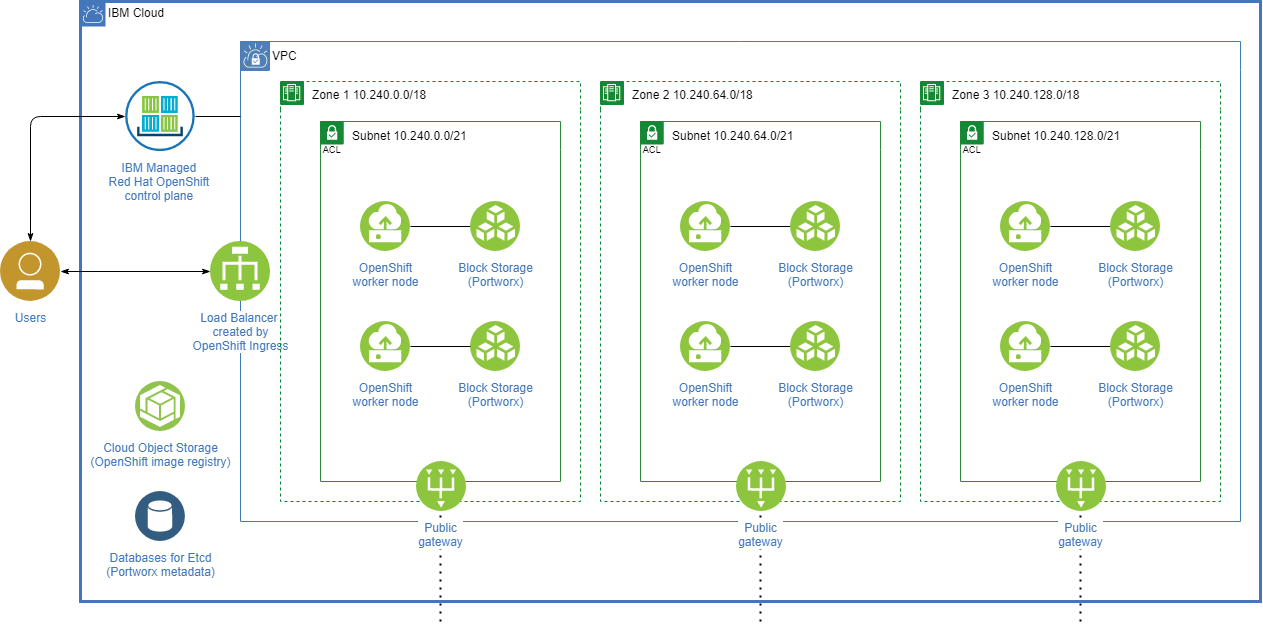 IBM Cloud
VPC
Zone 1 10.240.0.0/18
Zone 2 10.240.64.0/18
Zone 3 10.240.128.0/18
Subnet 10.240.0.0/21
ACL
Subnet 10.240.64.0/21
ACL
Subnet 10.240.128.0/21
ACL
IBM Managed
Red Hat OpenShift
control plane
Users
Load Balancer
created by
OpenShift Ingress
OpenShift
worker node
Block Storage
(Portworx)
OpenShift
worker node
Block Storage
(Portworx)
OpenShift
worker node
Block Storage
(Portworx)
OpenShift
worker node
Block Storage
(Portworx)
OpenShift
worker node
Block Storage
(Portworx)
OpenShift
worker node
Block Storage
(Portworx)
Cloud Object Storage
(OpenShift image registry)
Databases for Etcd
(Portworx metadata)
Public
gateway
Public
gateway
Public
gateway